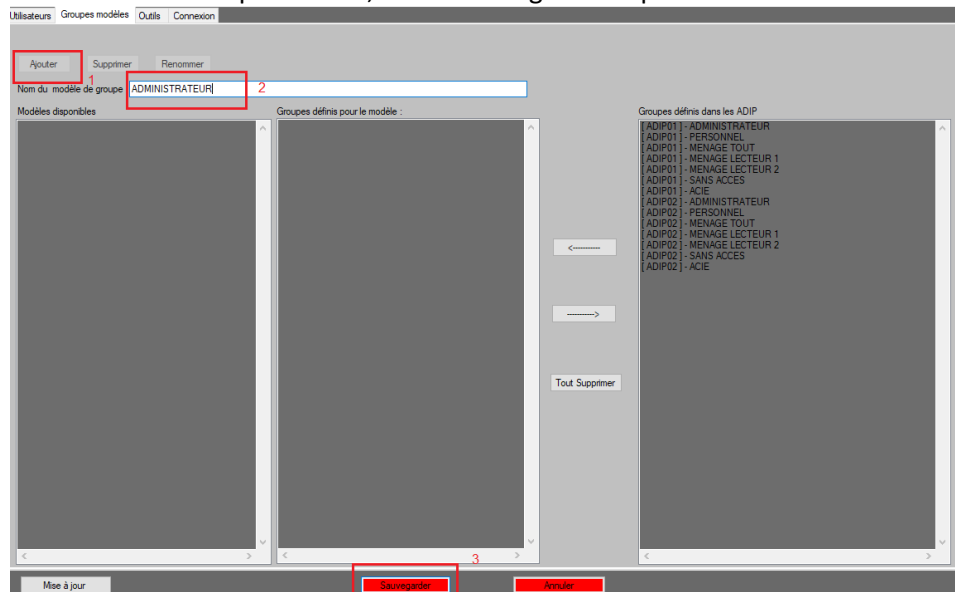 Utilisateurs Groupes modèles Outils Connexion
Ajouter Supprimer Renommer
1
Nom du modèle de groupe ADMINISTRATEUR 2
Modèles disponibles Groupes définis pour le modèle : Groupes définis dans les ADIP
[ ADIP01 ] - ADMINISTRATEUR
[ ADIP01 ] - PERSONNEL
[ ADIP01 ] - MENAGE TOUT
[ ADIP01 ] - MENAGE LECTEUR 1
[ ADIP01 ] - MENAGE LECTEUR 2
[ ADIP01 ] - SANS ACCES
[ ADIP01 ] - ACIE
[ ADIP02 ] - ADMINISTRATEUR
[ ADIP02 ] - PERSONNEL
[ ADIP02 ] - MENAGE TOUT
[ ADIP02 ] - MENAGE LECTEUR 1
[ ADIP02 ] - MENAGE LECTEUR 2
[ ADIP02 ] - SANS ACCES
[ ADIP02 ] - ACIE
<----------
---------->
Tout Supprimer
3
Mise à jour Sauvegarder Annuler